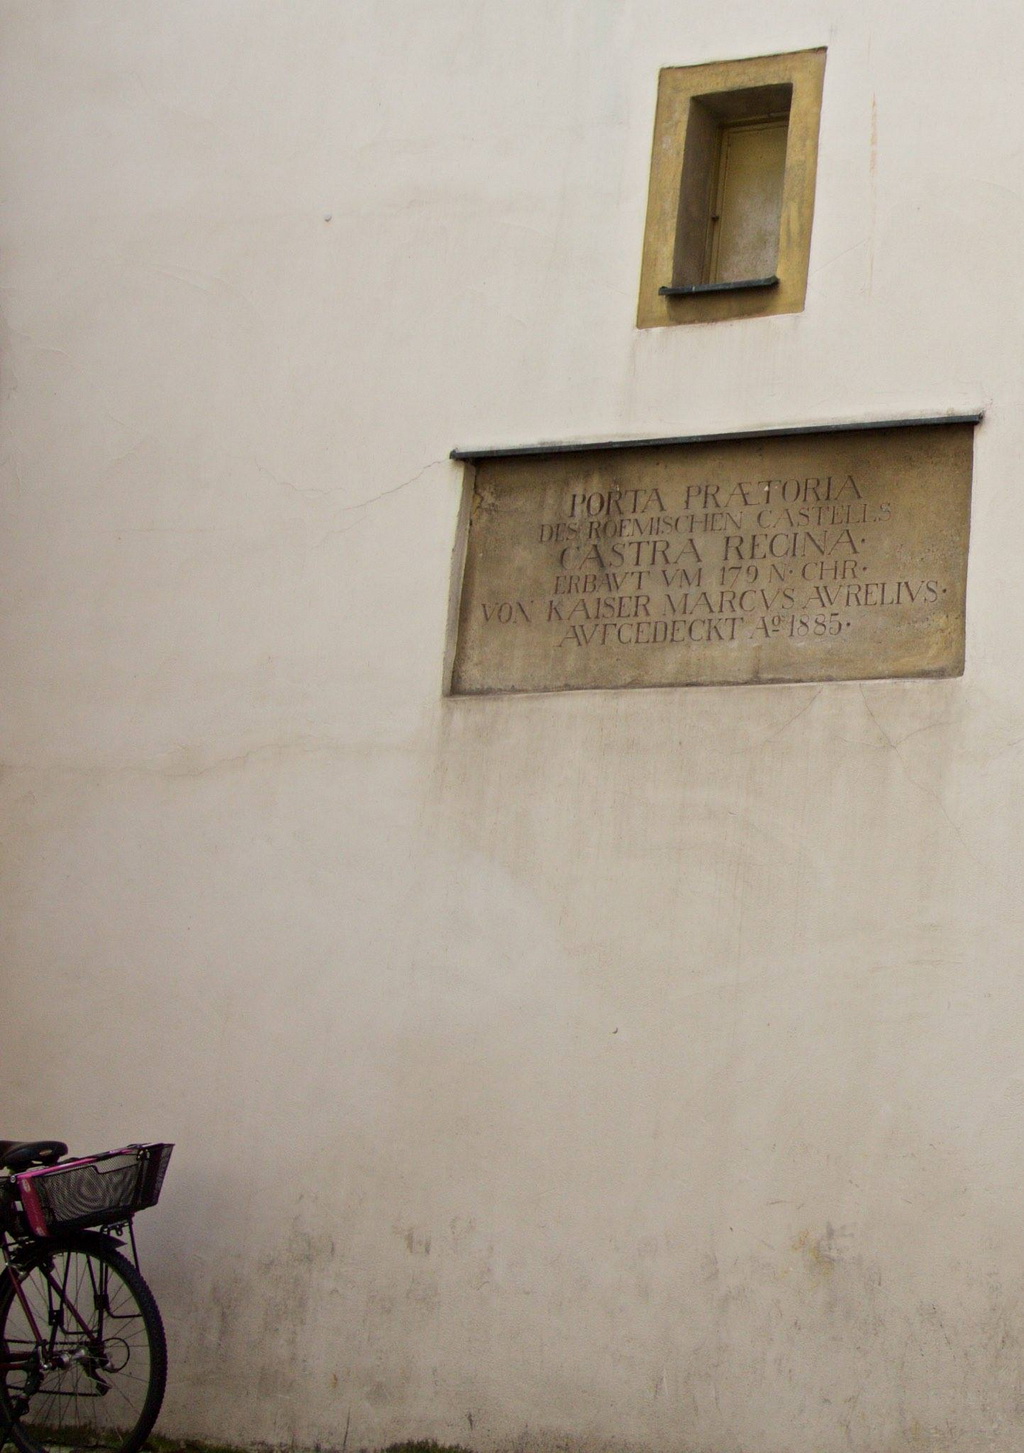 PORTA PRÆTORIA
DES ROEMISCHEN CASTELLS
CASTRA REGINA·
ERBAVT VM 179 N· CHR·
VON KAISER MARCVS AVRELIVS·
AVFGEDECKT Aº 1885·